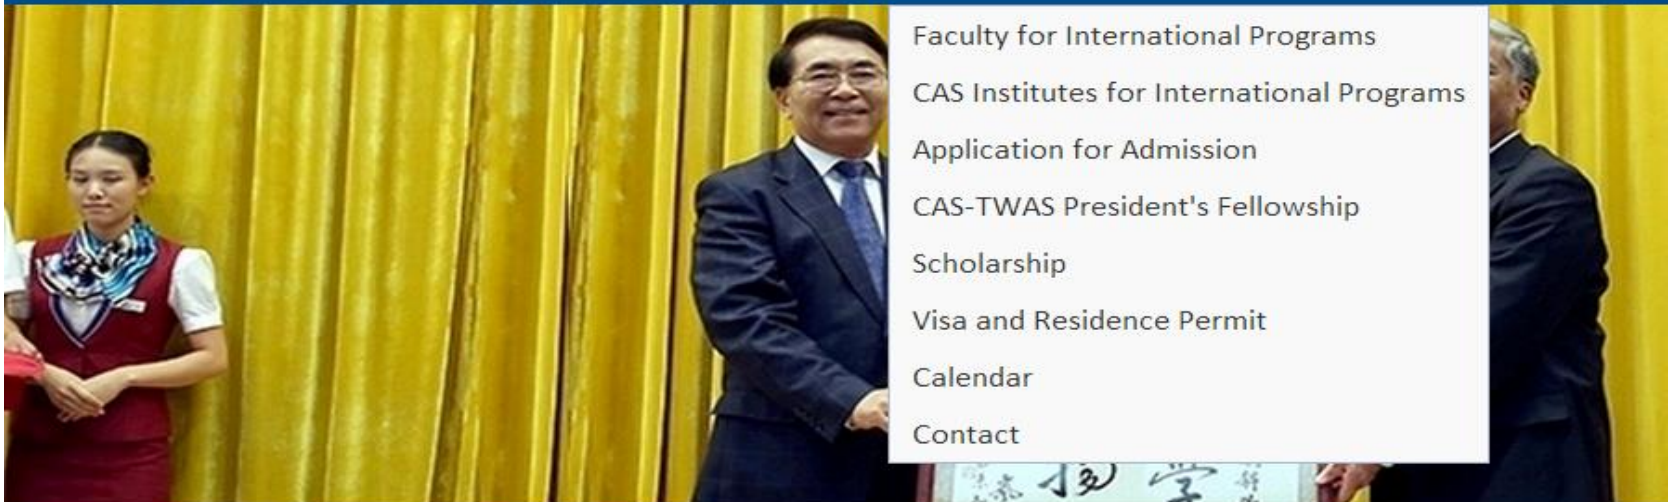 Faculty for International Programs
CAS Institutes for International Programs
Application for Admission
CAS-TWAS President's Fellowship
Scholarship
Visa and Residence Permit
Calendar
Contact